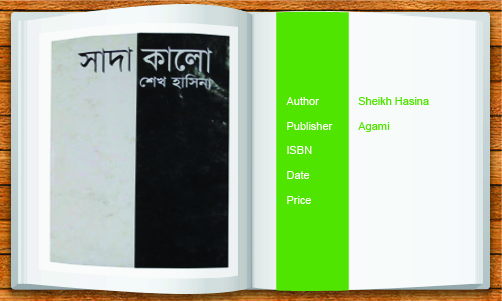 সাদা কালো
শেখ হাসিনা
Author Sheikh Hasina
Publisher Agami
ISBN
Date
Price